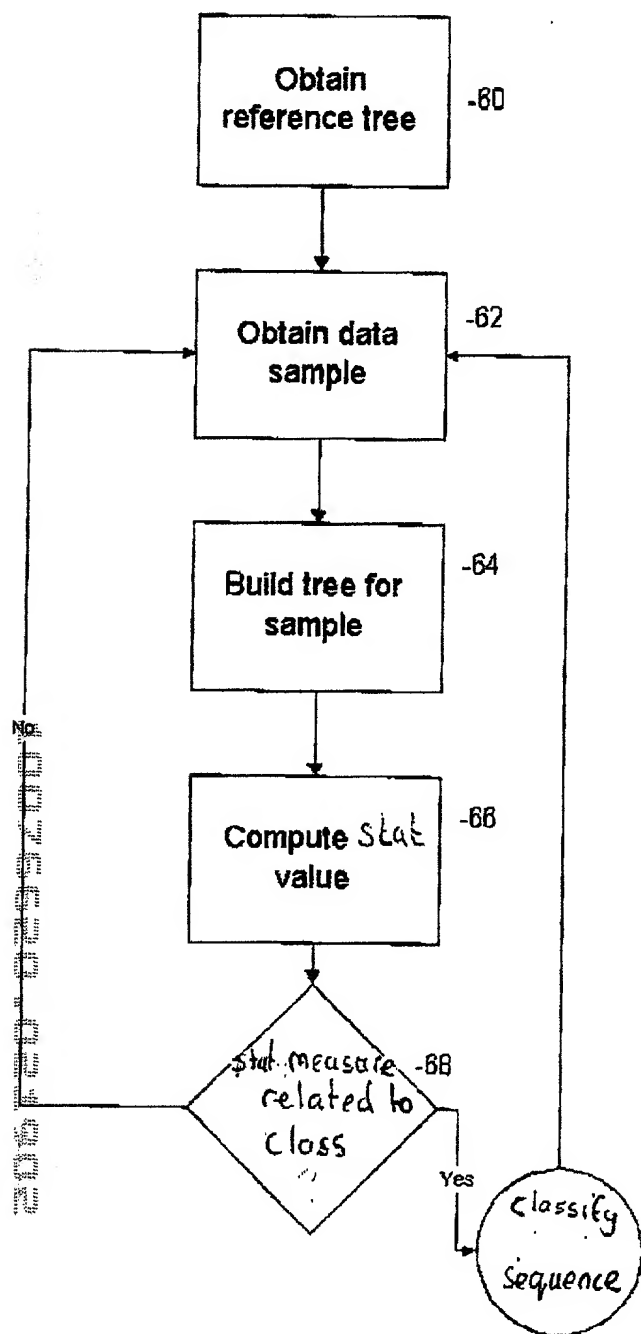 Obtain
reference tree
-60
Obtain data
sample
-62
Build tree for
sample
-64
Compute stat
value
-66
stat. measure
related to
class
?
-68
No
Yes
classify
sequence